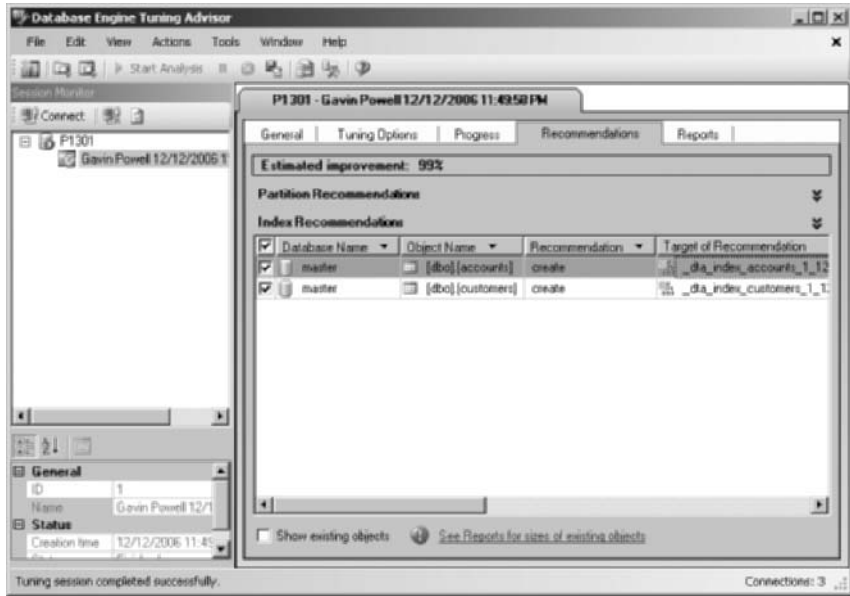 Database Engine Tuning Advisor
File Edit View Actions Tools Window Help
Start Analysis
Session Monitor
Connect
P1301
Gavin Powell 12/12/2006 1
P1301 - Gavin Powell 12/12/2006 11:49:58 PM
General Tuning Options Progress Recommendations Reports
Estimated improvement: 99%
Partition Recommendations
Index Recommendations
Database Name Object Name Recommendation Target of Recommendation
master [dbo].[accounts] create _dta_index_accounts_1_12
master [dbo].[customers] create _dta_index_customers_1_1
Show existing objects See Reports for sizes of existing objects
General
ID 1
Name Gavin Powell 12/1
Status
Creation time 12/12/2006 11:49
Tuning session completed successfully. Connections: 3